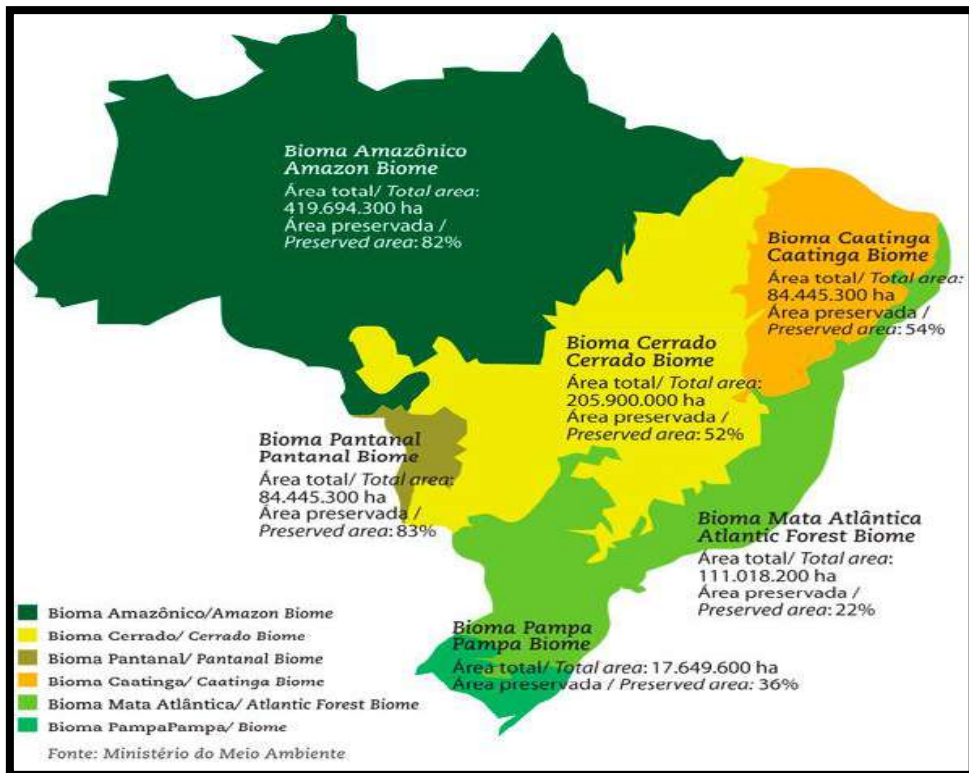 Bioma Amazônico
Amazon Biome
Área total/ Total area:
419.694.300 ha
Área preservada /
Preserved area: 82%
Bioma Caatinga
Caatinga Biome
Área total/ Total area:
84.445.300 ha
Área preservada /
Preserved area: 54%
Bioma Cerrado
Cerrado Biome
Área total/ Total area:
205.900.000 ha
Área preservada /
Preserved area: 52%
Bioma Pantanal
Pantanal Biome
Área total/ Total area:
84.445.300 ha
Área preservada /
Preserved area: 83%
Bioma Mata Atlântica
Atlantic Forest Biome
Área total/ Total area:
111.018.200 ha
Área preservada /
Preserved area: 22%
Bioma Pampa
Pampa Biome
Área total/ Total area: 17.649.600 ha
Área preservada / Preserved area: 36%
Bioma Amazônico/Amazon Biome
Bioma Cerrado/ Cerrado Biome
Bioma Pantanal/ Pantanal Biome
Bioma Caatinga/ Caatinga Biome
Bioma Mata Atlântica/ Atlantic Forest Biome
Bioma PampaPampa/ Biome
Fonte: Ministério do Meio Ambiente